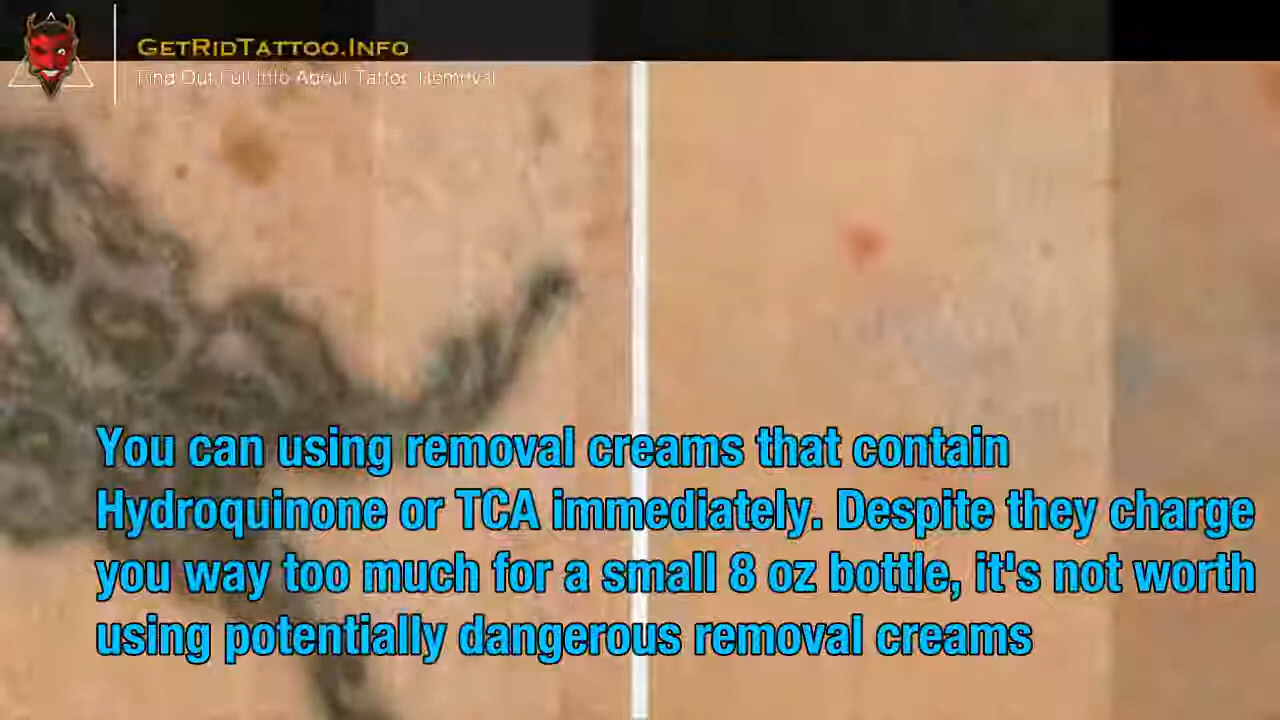 GetRidTattoo.Info
Find Out Full Info About Tattoo Removal
You can using removal creams that contain
Hydroquinone or TCA immediately. Despite they charge
you way too much for a small 8 oz bottle, it's not worth
using potentially dangerous removal creams